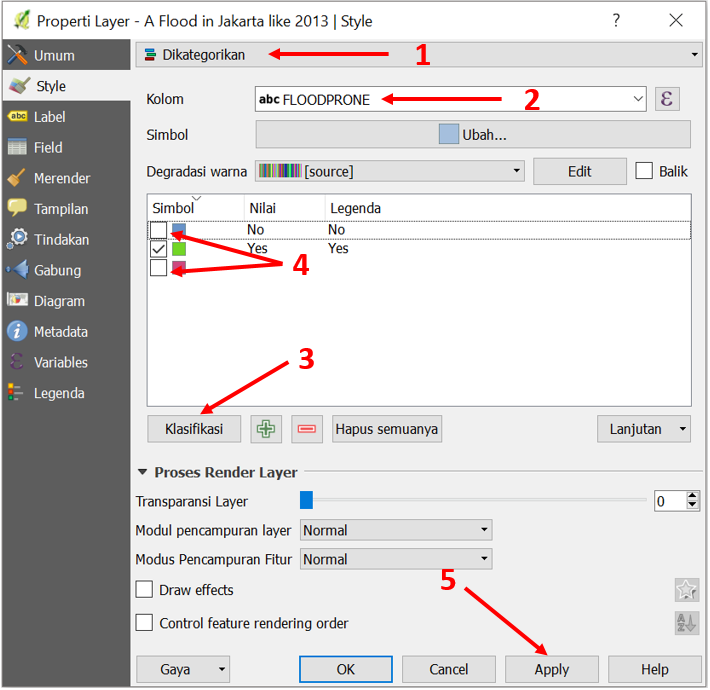 Properti Layer - A Flood in Jakarta like 2013 | Style
?
Umum
Style
abc Label
Field
Merender
Tampilan
Tindakan
Gabung
Diagram
Metadata
Variables
Legenda
Dikategorikan
1
Kolom
abc FLOODPRONE
2
ε
Simbol
Ubah...
Degradasi warna
[source]
Edit
Balik
Simbol Nilai Legenda
No No
Yes Yes
4
3
Klasifikasi
Hapus semuanya
Lanjutan
Proses Render Layer
Transparansi Layer
0
Modul pencampuran layer
Normal
Modus Pencampuran Fitur
Normal
5
Draw effects
Control feature rendering order
A
Z
Gaya
OK
Cancel
Apply
Help